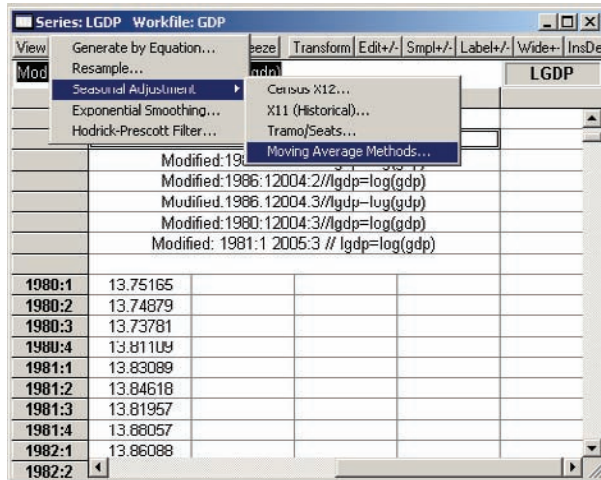 Series: LGDP Workfile: GDP
View
eeze Transform Edit+/- Smpl+/- Label+/- Wide+- InsDe
Generate by Equation...
Resample...
Seasonal Adjustment
Exponential Smoothing...
Hodrick-Prescott Filter...
Census X12...
X11 (Historical)...
Tramo/Seats...
Moving Average Methods...
Mod
gdp)
LGDP
Modified:198
Modified:1986:12004:2//lgdp=log(gdp)
Modified:1986.12004.3//lgdp=log(gdp)
Modified:1980:12004:3//lgdp=log(gdp)
Modified: 1981:1 2005:3 // lgdp=log(gdp)
1980:1 13.75165
1980:2 13.74879
1980:3 13.73781
1980:4 13.81109
1981:1 13.83089
1981:2 13.84618
1981:3 13.81957
1981:4 13.88057
1982:1 13.86088
1982:2